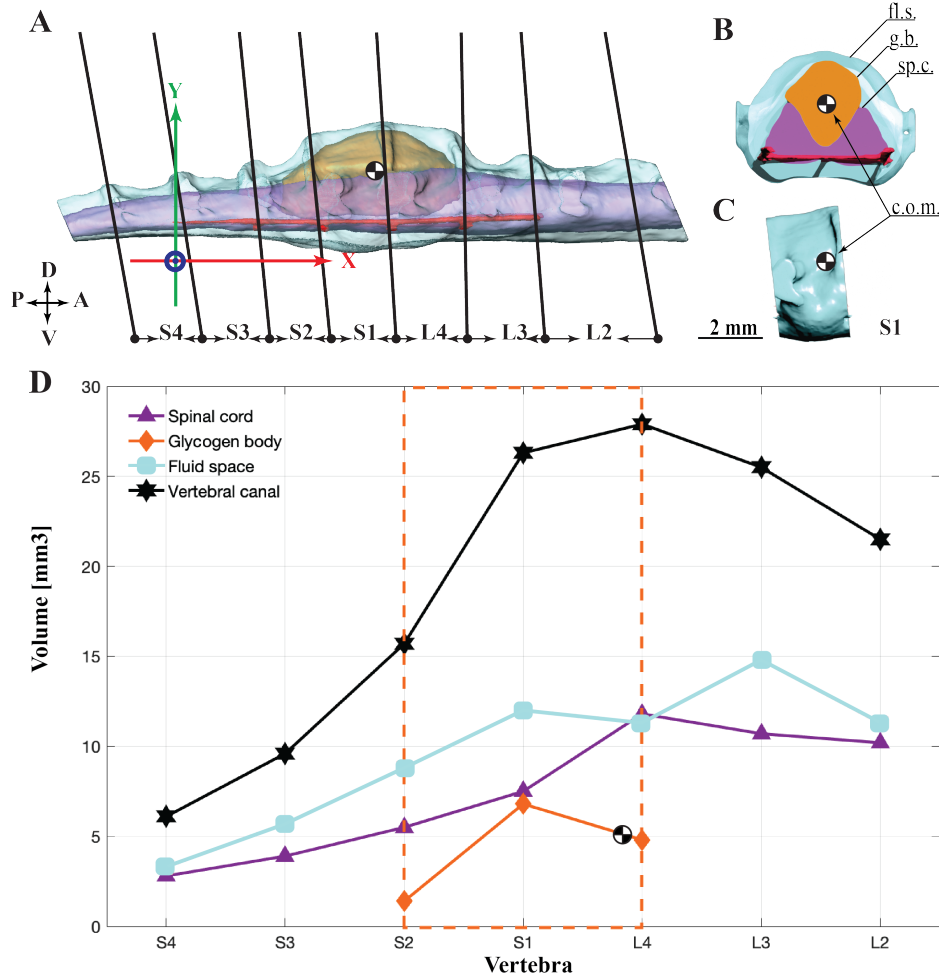 A
B
fl.s.
g.b.
sp.c.
Y
X
D
P A
V
S4 S3 S2 S1 L4 L3 L2
C
c.o.m.
2 mm
S1
D
Spinal cord
Glycogen body
Fluid space
Vertebral canal
Volume [mm3]
30
25
20
15
10
5
0
S4 S3 S2 S1 L4 L3 L2
Vertebra